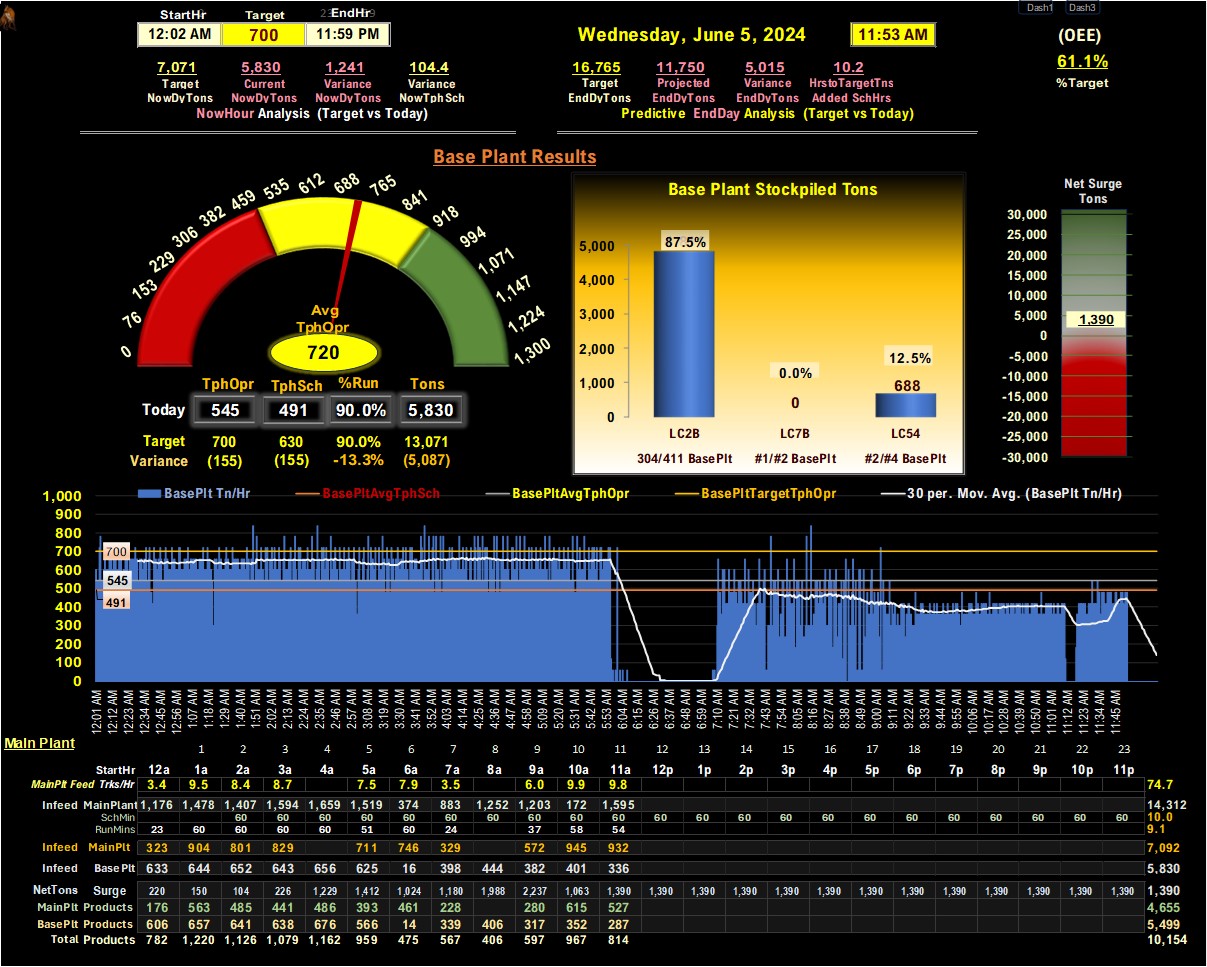 StartHr Target EndHr Dash1 Dash3
12:02 AM 700 11:59 PM Wednesday, June 5, 2024 11:53 AM (OEE)
7,071 5,830 1,241 104.4 16,765 11,750 5,015 10.2 61.1%
Target Current Variance Variance Target Projected Variance HrstoTargetTns %Target
NowDyTons NowDyTons NowDyTons NowTphSch EndDyTons EndDyTons EndDyTons Added SchHrs
NowHour Analysis (Target vs Today) Predictive EndDay Analysis (Target vs Today)
Base Plant Results
0 76 153 229 306 382 459 535 612 688 765 841 918 994 1,071 1,147 1,224 1,300
Avg
TphOpr
720
TphOpr TphSch %Run Tons
Today 545 491 90.0% 5,830
Target 700 630 90.0% 13,071
Variance (155) (155) -13.3% (5,087)
Base Plant Stockpiled Tons
5,000
4,000
3,000
2,000
1,000
0
87.5%
0.0% 12.5%
0 688
LC2B LC7B LC54
304/411 BasePlt #1/#2 BasePlt #2/#4 BasePlt
Net Surge
Tons
30,000
25,000
20,000
15,000
10,000
5,000
1,390
0
-5,000
-10,000
-15,000
-20,000
-25,000
-30,000
BasePlt Tn/Hr BasePltAvgTphSch BasePltAvgTphOpr BasePltTargetTphOpr 30 per. Mov. Avg. (BasePlt Tn/Hr)
1,000
900
800
700
600
500
400
300
200
100
0
700
545
491
12:01 AM 12:12 AM 12:23 AM 12:34 AM 12:45 AM 12:56 AM 1:07 AM 1:18 AM 1:29 AM 1:40 AM 1:51 AM 2:02 AM 2:13 AM 2:24 AM 2:35 AM 2:46 AM 2:57 AM 3:08 AM 3:19 AM 3:30 AM 3:41 AM 3:52 AM 4:03 AM 4:14 AM 4:25 AM 4:36 AM 4:47 AM 4:58 AM 5:09 AM 5:20 AM 5:31 AM 5:42 AM 5:53 AM 6:04 AM 6:15 AM 6:26 AM 6:37 AM 6:48 AM 6:59 AM 7:10 AM 7:21 AM 7:32 AM 7:43 AM 7:54 AM 8:05 AM 8:16 AM 8:27 AM 8:38 AM 8:49 AM 9:00 AM 9:11 AM 9:22 AM 9:33 AM 9:44 AM 9:55 AM 10:06 AM 10:17 AM 10:28 AM 10:39 AM 10:50 AM 11:01 AM 11:12 AM 11:23 AM 11:34 AM 11:45 AM
Main Plant
1 2 3 4 5 6 7 8 9 10 11 12 13 14 15 16 17 18 19 20 21 22 23
StartHr 12a 1a 2a 3a 4a 5a 6a 7a 8a 9a 10a 11a 12p 1p 2p 3p 4p 5p 6p 7p 8p 9p 10p 11p
MainPlt Feed Trks/Hr 3.4 9.5 8.4 8.7 7.5 7.9 3.5 6.0 9.9 9.8 74.7
Infeed MainPlant 1,176 1,478 1,407 1,594 1,659 1,519 374 883 1,252 1,203 172 1,595 14,312
SchMin 60 60 60 60 60 60 60 60 60 60 60 60 60 60 60 60 60 60 60 60 60 60 10.0
RunMins 23 60 60 60 60 51 60 24 37 58 54 9.1
Infeed MainPlt 323 904 801 829 711 746 329 572 945 932 7,092
Infeed BasePlt 633 644 652 643 656 625 16 398 444 382 401 336 5,830
NetTons Surge 220 150 104 226 1,229 1,412 1,024 1,180 1,988 2,237 1,063 1,390 1,390 1,390 1,390 1,390 1,390 1,390 1,390 1,390 1,390 1,390 1,390 1,390 1,390
MainPlt Products 176 563 485 441 486 393 461 228 280 615 527 4,655
BasePlt Products 606 657 641 638 676 566 14 339 406 317 352 287 5,499
Total Products 782 1,220 1,126 1,079 1,162 959 475 567 406 597 967 814 10,154